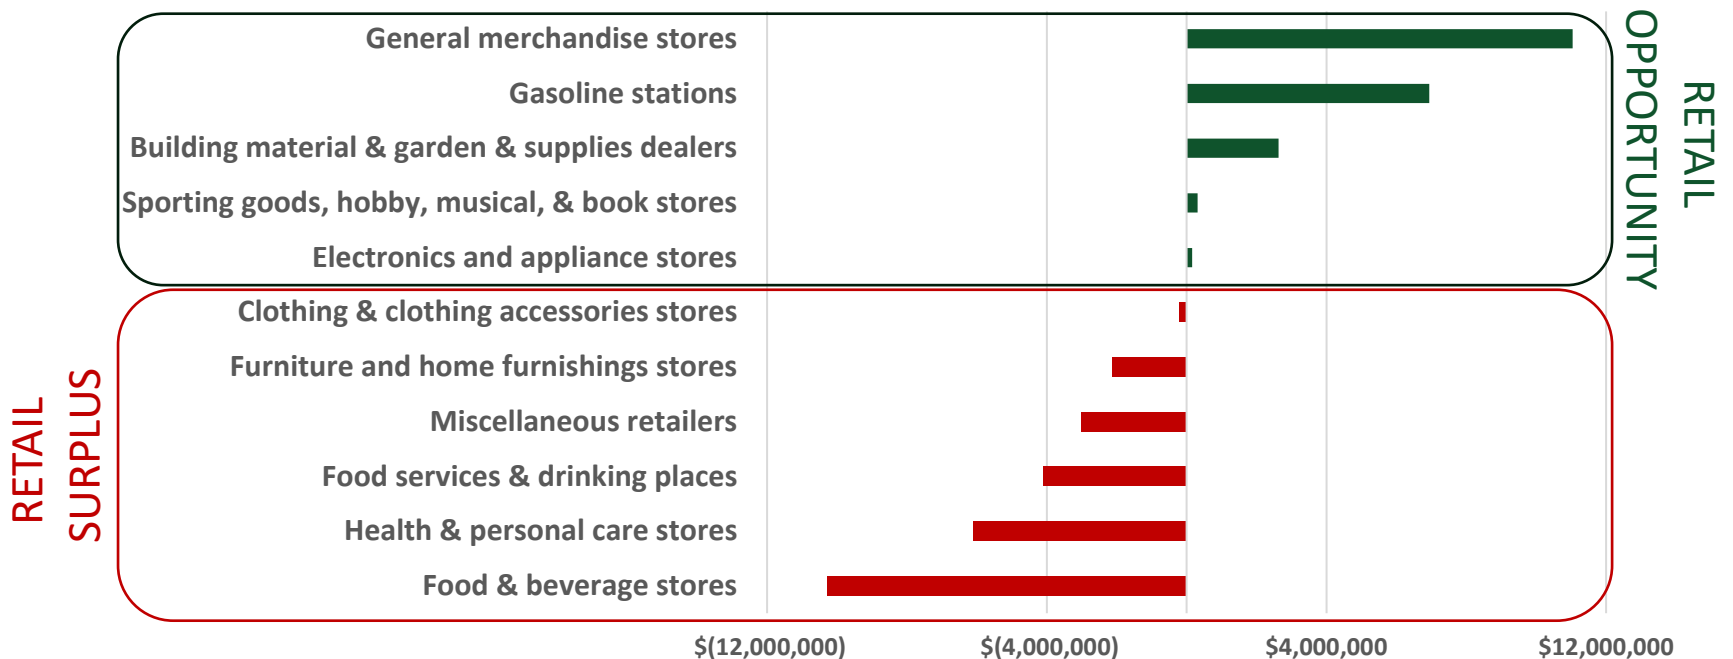 General merchandise stores
Gasoline stations
Building material & garden & supplies dealers
Sporting goods, hobby, musical, & book stores
Electronics and appliance stores
RETAIL
OPPORTUNITY
Clothing & clothing accessories stores
Furniture and home furnishings stores
Miscellaneous retailers
Food services & drinking places
Health & personal care stores
Food & beverage stores
RETAIL
SURPLUS
$(12,000,000)
$(4,000,000)
$4,000,000
$12,000,000